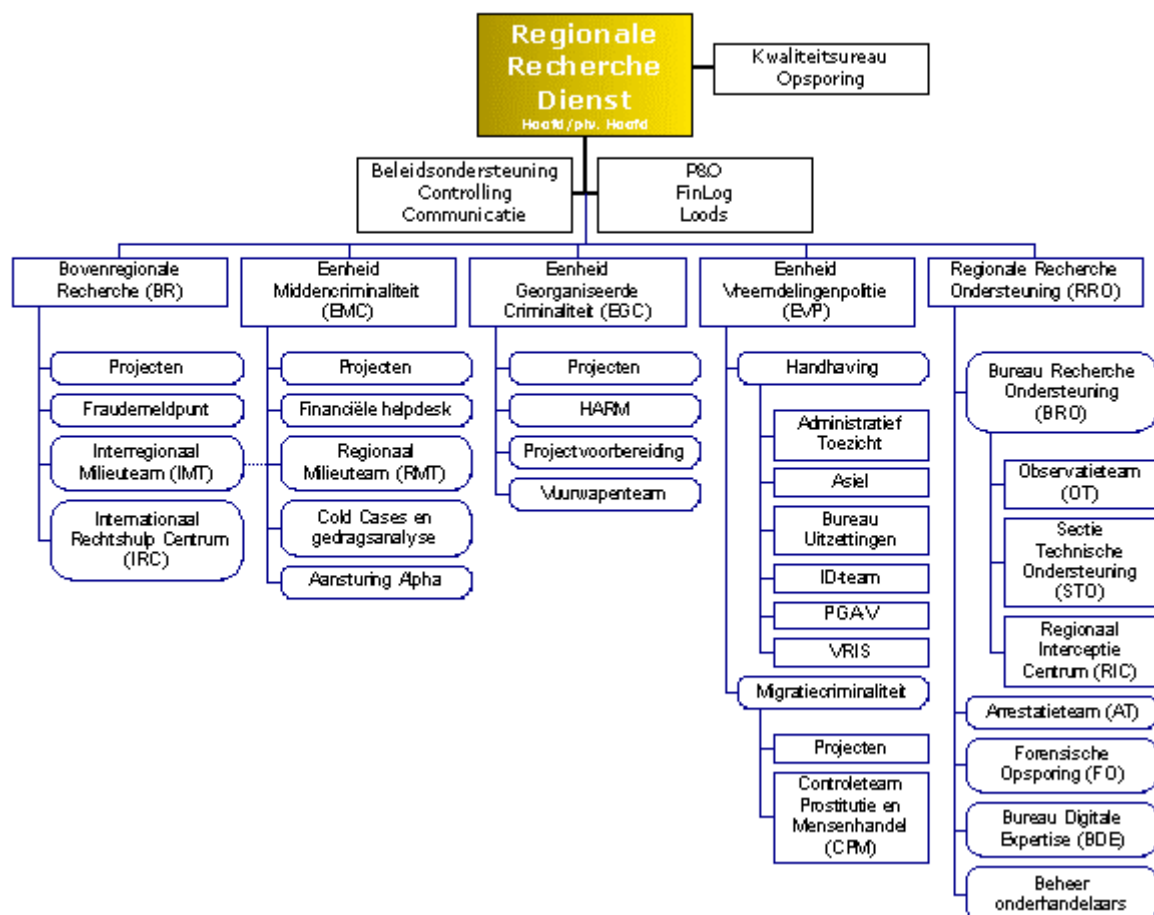 Regionale
Recherche
Dienst
Hoofd/plv. Hoofd
Kwaliteitsureau
Opsporing
Beleidsondersteuning
Controlling
Communicatie
P&O
FinLog
Loods
Bovenregionale
Recherche (BR)
Projecten
Fraudemeldpunt
Interregionaal
Milieuteam (IMT)
Internationaal
Rechtshulp Centrum
(IRC)
Eenheid
Middencriminaliteit
(EMC)
Projecten
Financiële helpdesk
Regionaal
Milieuteam (RMT)
Cold Cases en
gedragsanalyse
Aansturing Alpha
Eenheid
Georganiseerde
Criminaliteit (EGC)
Projecten
HARM
Projectvoorbereiding
Vuurwapenteam
Eenheid
Vreemdelingenpolitie
(EVP)
Handhaving
Administratief
Toezicht
Asiel
Bureau
Uitzettingen
ID-team
PGA-V
VRIS
Migratiecriminaliteit
Projecten
Controleteam
Prostitutie en
Mensenhandel
(CPM)
Regionale Recherche
Ondersteuning (RRO)
Bureau Recherche
Ondersteuning
(BRO)
Observatieteam
(OT)
Sectie
Technische
Ondersteuning
(STO)
Regionaal
Interceptie
Centrum (RIC)
Arrestatieteam (AT)
Forensische
Opsporing (FO)
Bureau Digitale
Expertise (BDE)
Beheer
onderhandelaars